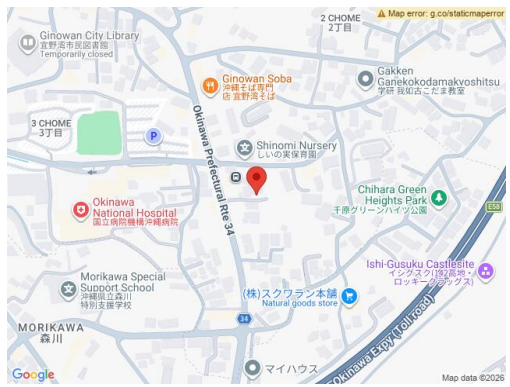 Map error: g.co/staticmaperror
2 CHOME
2丁目
Ginowan City Library
宜野湾市民図書館
Temporarily closed
Ginowan Soba
沖縄そば専門
店 宜野湾そば
Gakken
Ganekokodamakyoshitsu
学研 我如古こだま教室
3 CHOME
3丁目
P
Okinawa Prefectural Rte 34
Shinomi Nursery
しいの実保育園
Okinawa
National Hospital
国立病院機構沖縄病院
Chihara Green
Heights Park
千原グリーンハイツ公園
E58
Ishi-Gusuku Castlesite
イシグスク(142高地・
ロッキークラッグス)
Morikawa Special
Support School
沖縄県立森川
特別支援学校
(株)スクワラン本舗
Natural goods store
MORIKAWA
森川
34
マイハウス
Okinawa Expy (Toll road)
Google
Map data ©2026